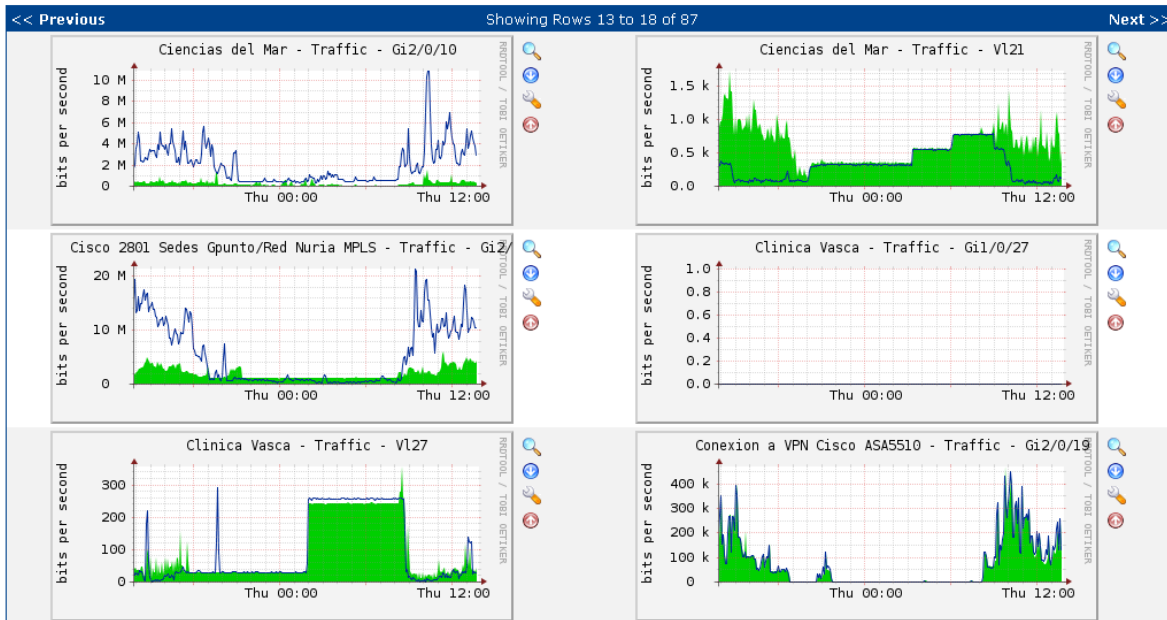 << Previous Showing Rows 13 to 18 of 87 Next >>
Ciencias del Mar - Traffic - Gi2/0/10
RRDTOOL / TOBI OETIKER
bits per second
10 M
8 M
6 M
4 M
2 M
0
Thu 00:00 Thu 12:00
Ciencias del Mar - Traffic - Vl21
RRDTOOL / TOBI OETIKER
bits per second
1.5 k
1.0 k
0.5 k
0.0
Thu 00:00 Thu 12:00
Cisco 2801 Sedes Gpunto/Red Nuria MPLS - Traffic - Gi2/
RRDTOOL / TOBI OETIKER
bits per second
20 M
10 M
0
Thu 00:00 Thu 12:00
Clinica Vasca - Traffic - Gi1/0/27
RRDTOOL / TOBI OETIKER
bits per second
1.0
0.8
0.6
0.4
0.2
0.0
Thu 00:00 Thu 12:00
Clinica Vasca - Traffic - Vl27
RRDTOOL / TOBI OETIKER
bits per second
300
200
100
0
Thu 00:00 Thu 12:00
Conexion a VPN Cisco ASA5510 - Traffic - Gi2/0/19
RRDTOOL / TOBI OETIKER
bits per second
400 k
300 k
200 k
100 k
0
Thu 00:00 Thu 12:00